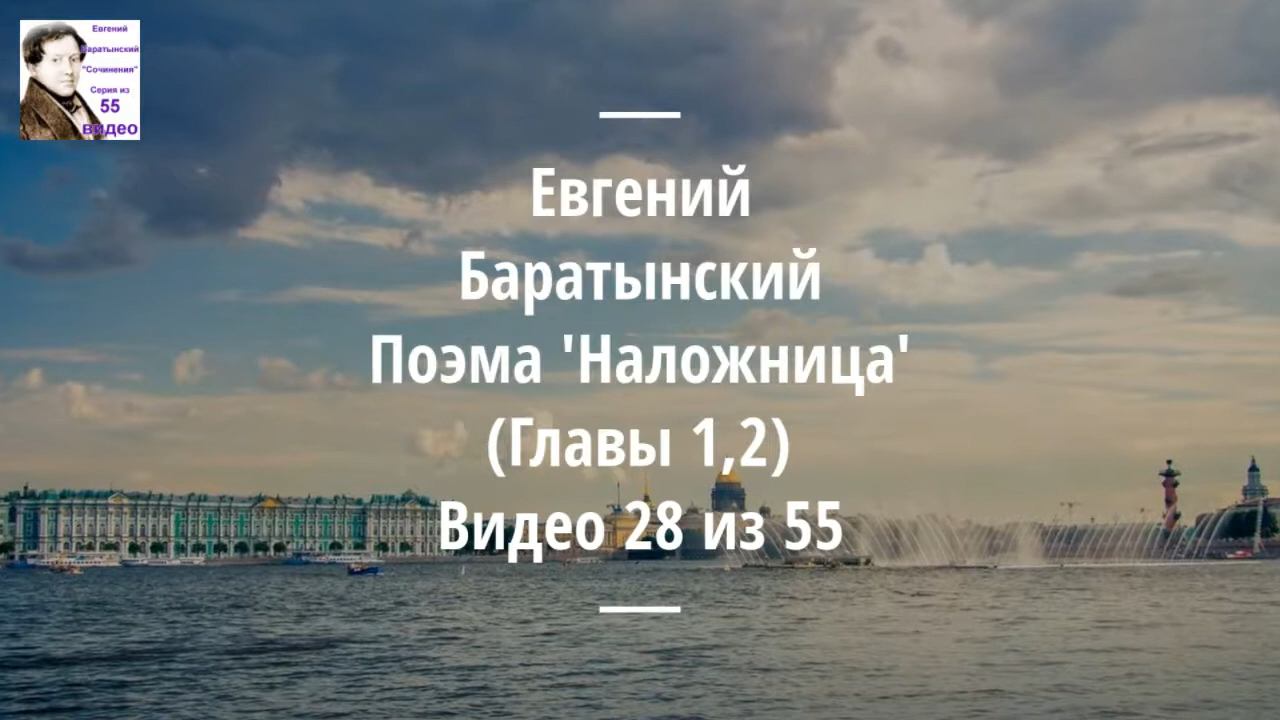 Евгений
Баратынский
"Сочинения"
Серия из
55
видео
Евгений
Баратынский
Поэма 'Наложница'
(Главы 1,2)
Видео 28 из 55